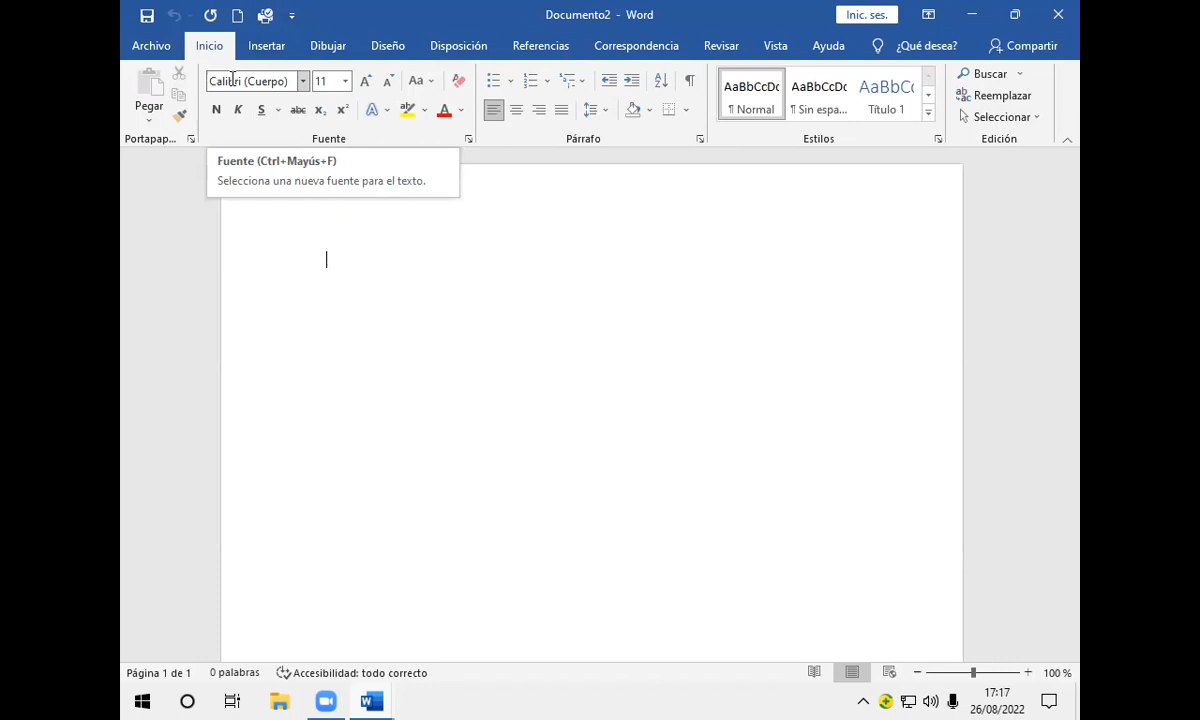 Documento2 - Word
Inic. ses.
Archivo Inicio Insertar Dibujar Diseño Disposición Referencias Correspondencia Revisar Vista Ayuda ¿Qué desea? Compartir
Pegar
Calibri (Cuerpo) 11 Aa
N K S abc x₂ x² A ab A
AaBbCcDc AaBbCcDc AaBbCc
¶ Normal ¶ Sin espa... Título 1
Buscar
Reemplazar
Seleccionar
Portapap... Fuente Párrafo Estilos Edición
Fuente (Ctrl+Mayús+F)
Selecciona una nueva fuente para el texto.
Página 1 de 1 0 palabras Accesibilidad: todo correcto 100 %
17:17
26/08/2022